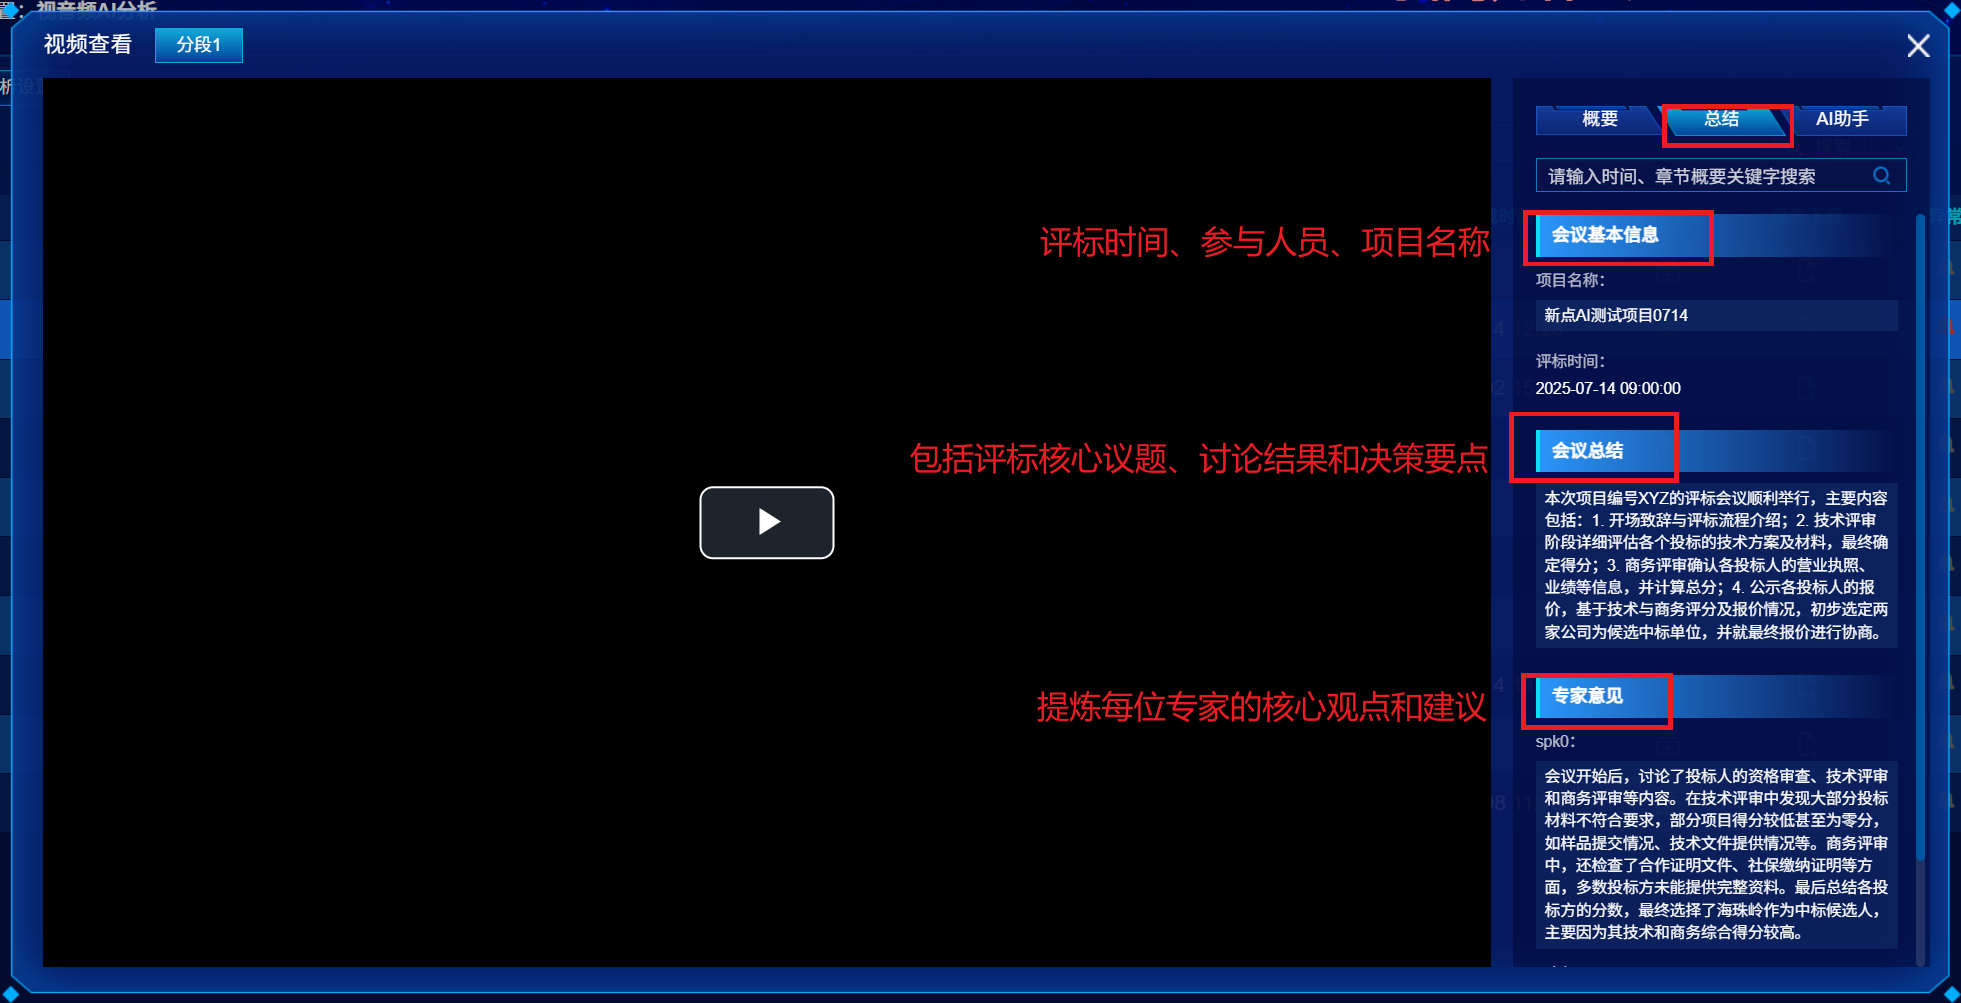 视音频AI分析
视频查看
分段1
概要
总结
AI助手
请输入时间、章节概要关键字搜索
评标时间、参与人员、项目名称
会议基本信息
项目名称：
新点AI测试项目0714
评标时间：
2025-07-14 09:00:00
包括评标核心议题、讨论结果和决策要点
会议总结
本次项目编号XYZ的评标会议顺利举行，主要内容
包括：1. 开场致辞与评标流程介绍；2. 技术评审
阶段详细评估各个投标的技术方案及材料，最终确
定得分；3. 商务评审确认各投标人的营业执照、
业绩等信息，并计算总分；4. 公示各投标人的报
价，基于技术与商务评分及报价情况，初步选定两
家公司为候选中标单位，并就最终报价进行协商。
提炼每位专家的核心观点和建议
专家意见
spk0：
会议开始后，讨论了投标人的资格审查、技术评审
和商务评审等内容。在技术评审中发现大部分投标
材料不符合要求，部分项目得分较低甚至为零分，
如样品提交情况、技术文件提供情况等。商务评审
中，还检查了合作证明文件、社保缴纳证明等方
面，多数投标方未能提供完整资料。最后总结各投
标方的分数，最终选择了海珠岭作为中标候选人，
主要因为其技术和商务综合得分较高。